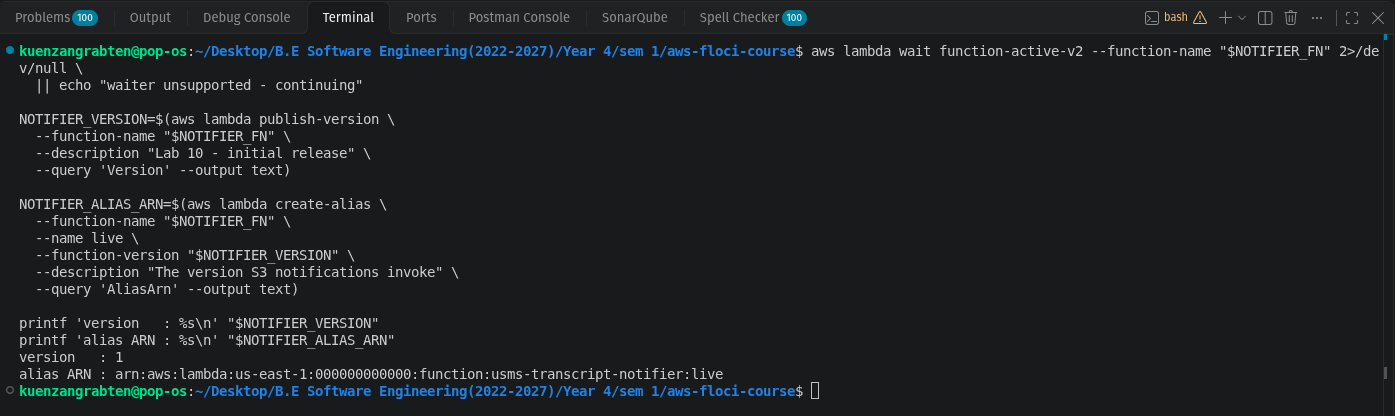 Problems 100 Output Debug Console Terminal Ports Postman Console SonarQube Spell Checker 100 bash
kuenzangrabten@pop-os:~/Desktop/B.E Software Engineering(2022-2027)/Year 4/sem 1/aws-floci-course$ aws lambda wait function-active-v2 --function-name "$NOTIFIER_FN" 2>/de
v/null \
  || echo "waiter unsupported - continuing"

NOTIFIER_VERSION=$(aws lambda publish-version \
  --function-name "$NOTIFIER_FN" \
  --description "Lab 10 - initial release" \
  --query 'Version' --output text)

NOTIFIER_ALIAS_ARN=$(aws lambda create-alias \
  --function-name "$NOTIFIER_FN" \
  --name live \
  --function-version "$NOTIFIER_VERSION" \
  --description "The version S3 notifications invoke" \
  --query 'AliasArn' --output text)

printf 'version   : %s\n' "$NOTIFIER_VERSION"
printf 'alias ARN : %s\n' "$NOTIFIER_ALIAS_ARN"
version   : 1
alias ARN : arn:aws:lambda:us-east-1:000000000000:function:usms-transcript-notifier:live
kuenzangrabten@pop-os:~/Desktop/B.E Software Engineering(2022-2027)/Year 4/sem 1/aws-floci-course$